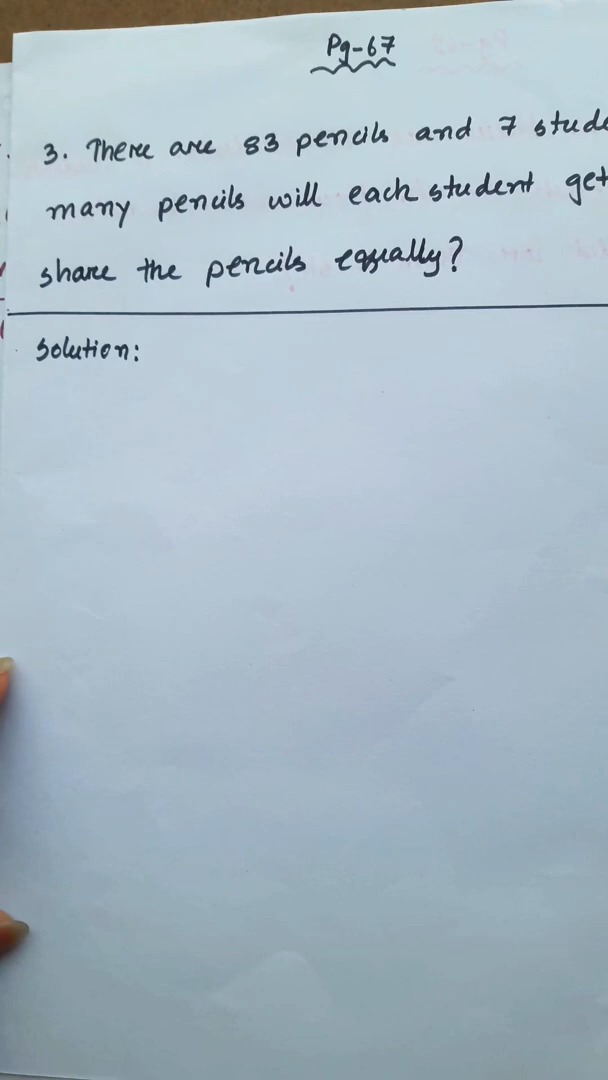 Pg-67
3. There are 83 pencils and 7 stude
many pencils will each student get
share the pencils equally?
Solution: